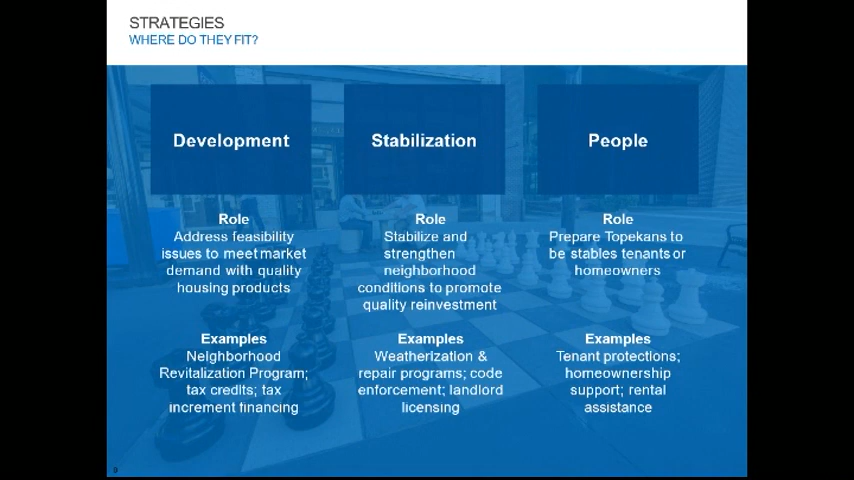 STRATEGIES
WHERE DO THEY FIT?
Development
Stabilization
People
Role
Address feasibility
issues to meet market
demand with quality
housing products
Role
Stabilize and
strengthen
neighborhood
conditions to promote
quality reinvestment
Role
Prepare Topekans to
be stables tenants or
homeowners
Examples
Neighborhood
Revitalization Program;
tax credits; tax
increment financing
Examples
Weatherization &
repair programs; code
enforcement; landlord
licensing
Examples
Tenant protections;
homeownership
support; rental
assistance